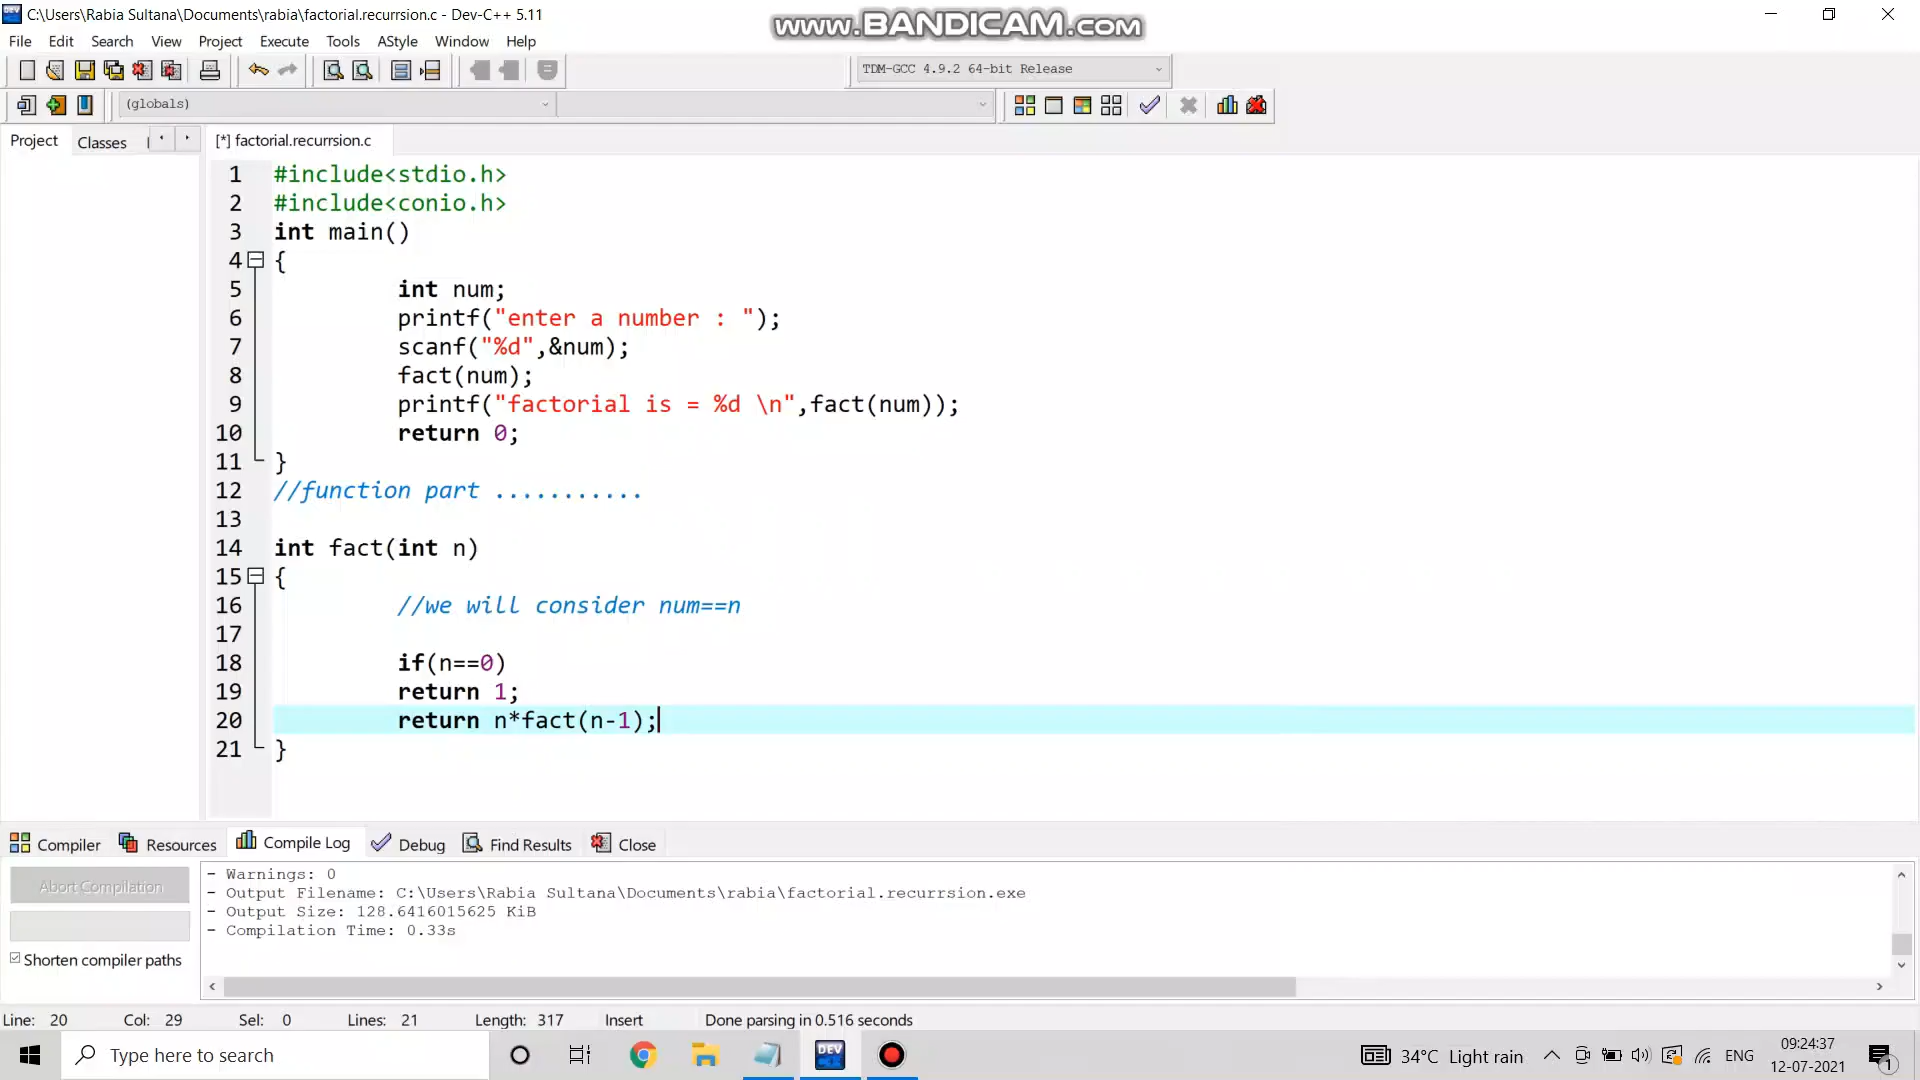 C:\Users\Rabia Sultana\Documents\rabia\factorial.recurrsion.c - Dev-C++ 5.11
www.BANDICAM.com
File Edit Search View Project Execute Tools AStyle Window Help
TDM-GCC 4.9.2 64-bit Release
(globals)
Project Classes
[*] factorial.recurrsion.c
1 #include<stdio.h>
2 #include<conio.h>
3 int main()
4 {
5 int num;
6 printf("enter a number : ");
7 scanf("%d",&num);
8 fact(num);
9 printf("factorial is = %d \n",fact(num));
10 return 0;
11 }
12 //function part ...........
13
14 int fact(int n)
15 {
16 //we will consider num==n
17
18 if(n==0)
19 return 1;
20 return n*fact(n-1);
21 }
Compiler Resources Compile Log Debug Find Results Close
Abort Compilation
Shorten compiler paths
- Warnings: 0
- Output Filename: C:\Users\Rabia Sultana\Documents\rabia\factorial.recurrsion.exe
- Output Size: 128.6416015625 KiB
- Compilation Time: 0.33s
Line: 20 Col: 29 Sel: 0 Lines: 21 Length: 317 Insert Done parsing in 0.516 seconds
Type here to search
DEV
34°C Light rain
ENG
09:24:37
12-07-2021
1